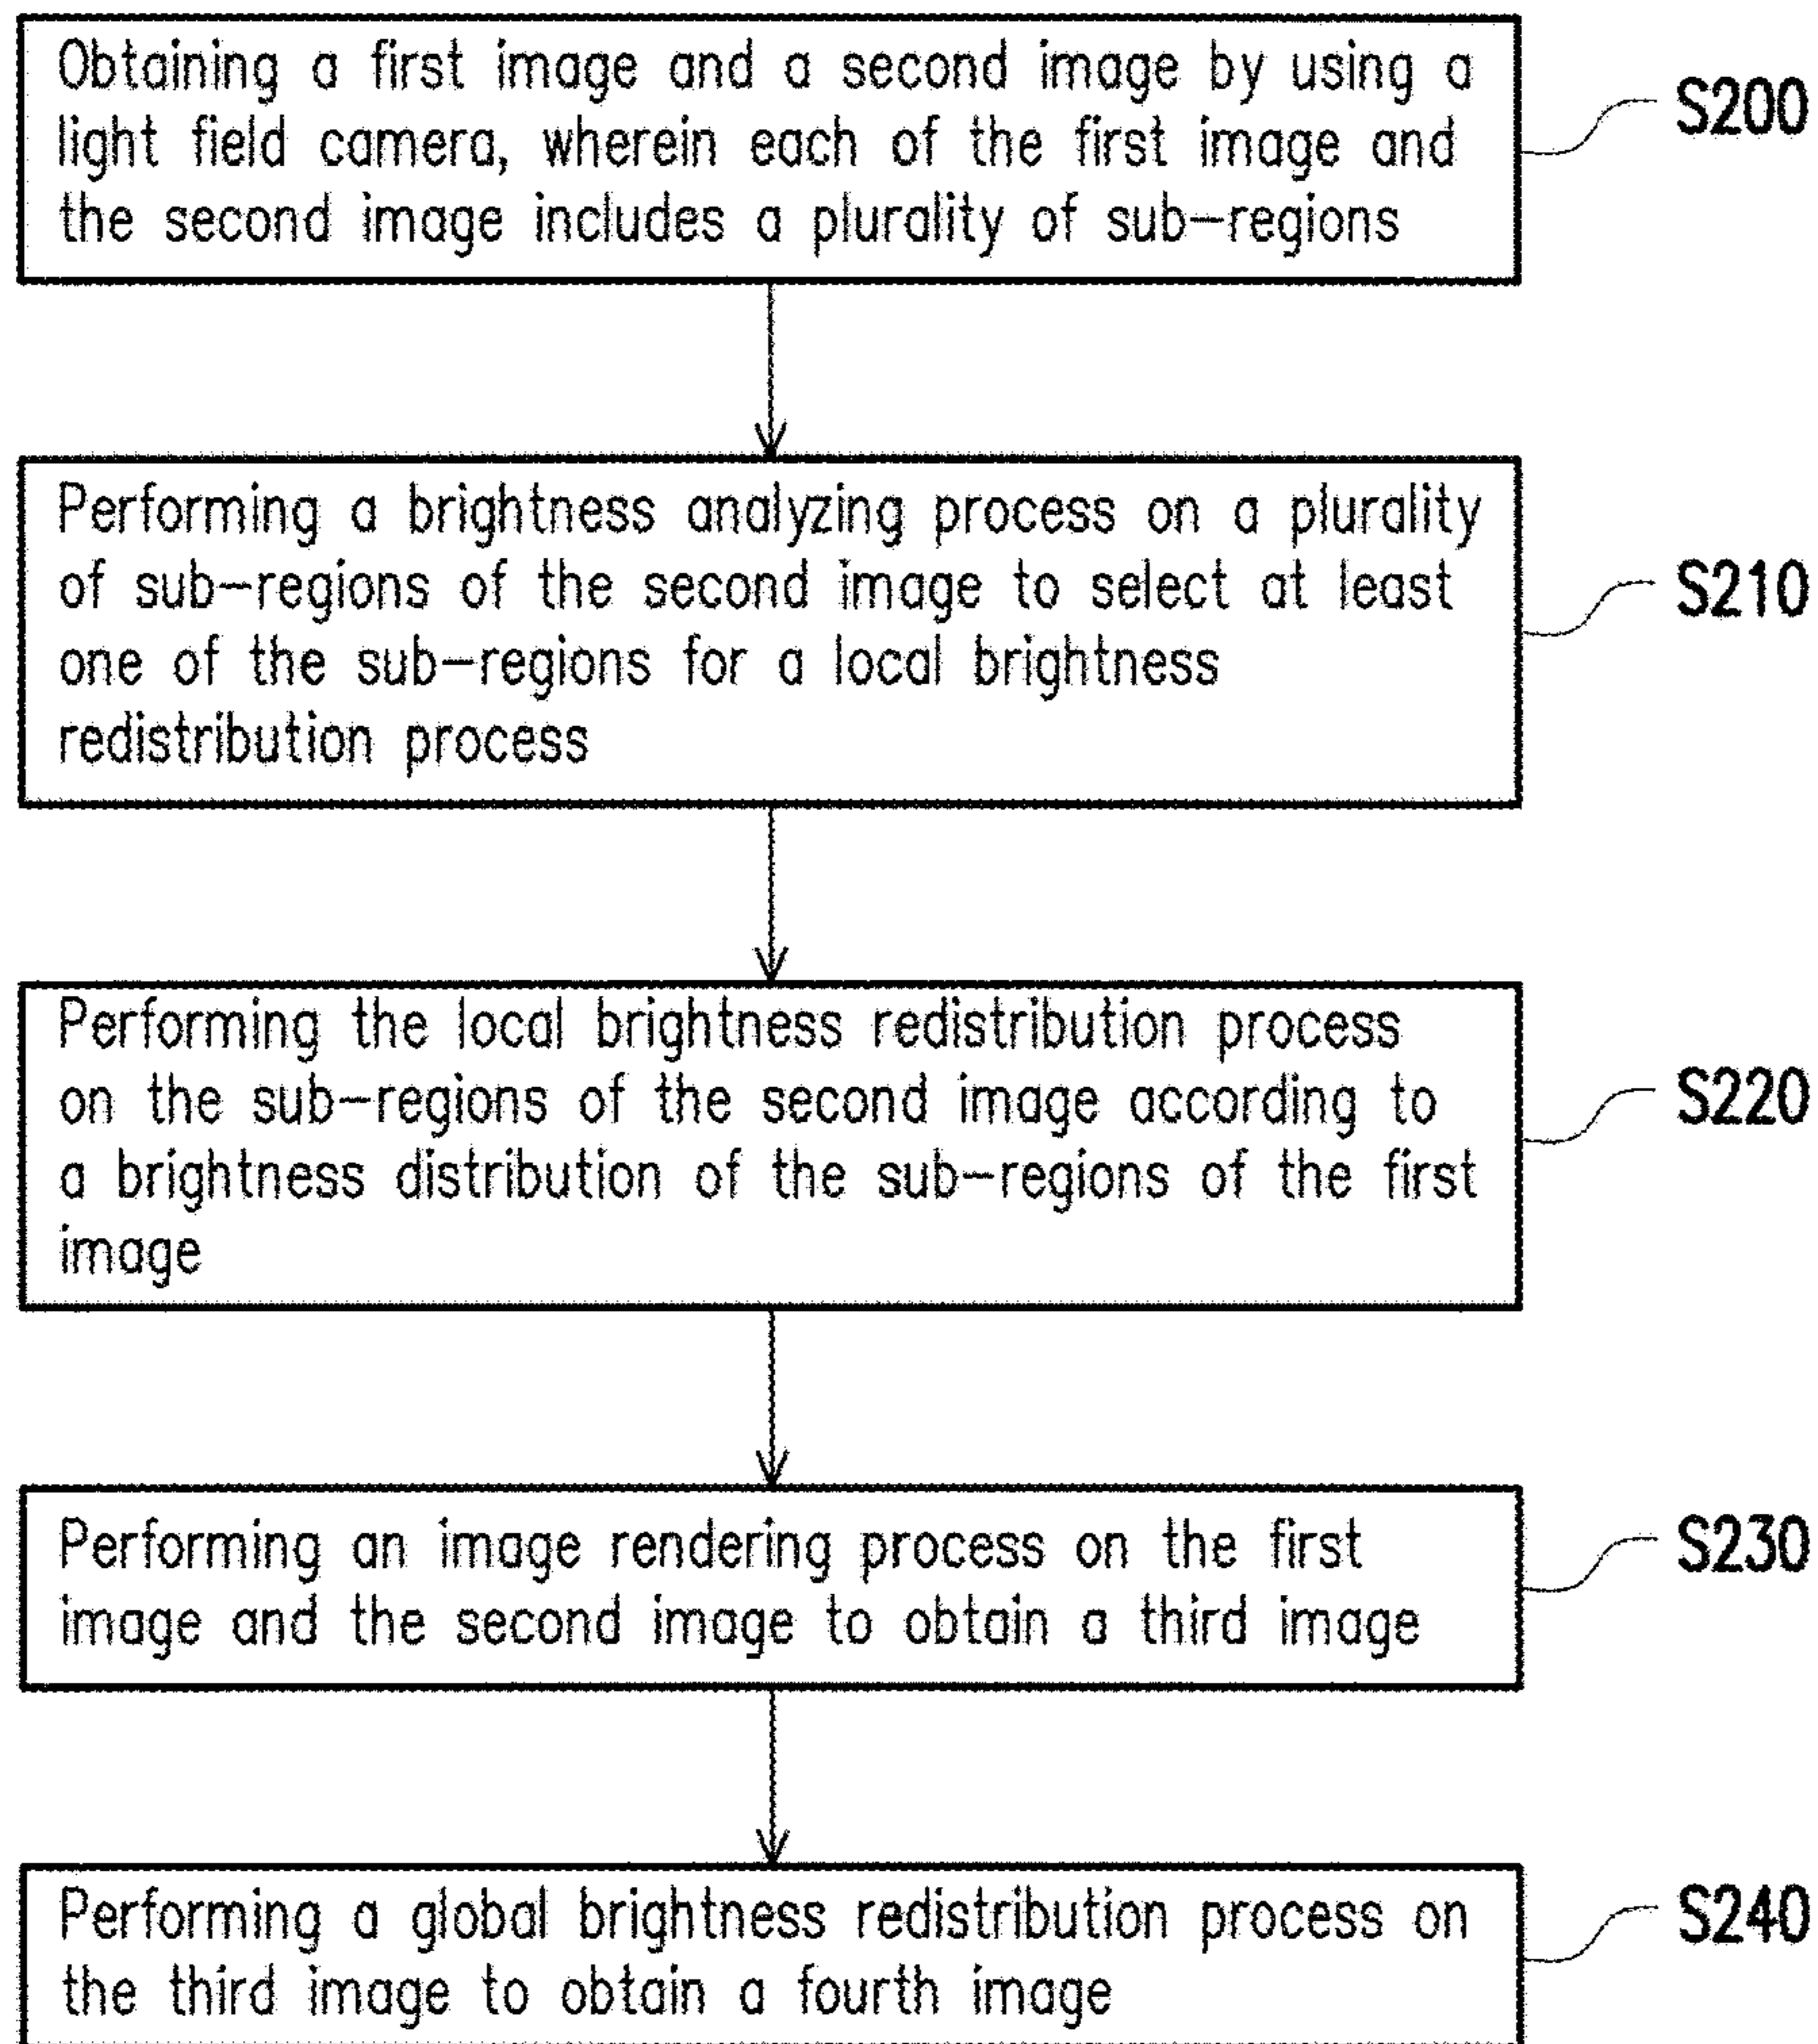 Obtaining a first image and a second image by using a
light field camera, wherein each of the first image and
the second image includes a plurality of sub-regions
S200
Performing a brightness analyzing process on a plurality
of sub-regions of the second image to select at least
one of the sub-regions for a local brightness
redistribution process
S210
Performing the local brightness redistribution process
on the sub-regions of the second image according to
a brightness distribution of the sub-regions of the first
image
S220
Performing an image rendering process on the first
image and the second image to obtain a third image
S230
Performing a global brightness redistribution process on
the third image to obtain a fourth image
S240